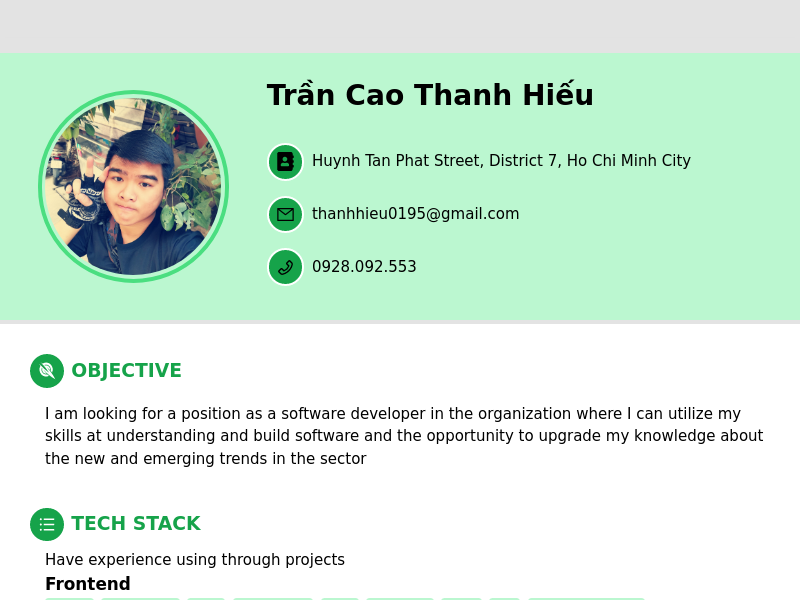 Trần Cao Thanh Hiếu
Huynh Tan Phat Street, District 7, Ho Chi Minh City
thanhhieu0195@gmail.com
0928.092.553
OBJECTIVE
I am looking for a position as a software developer in the organization where I can utilize my
skills at understanding and build software and the opportunity to upgrade my knowledge about
the new and emerging trends in the sector
TECH STACK
Have experience using through projects
Frontend